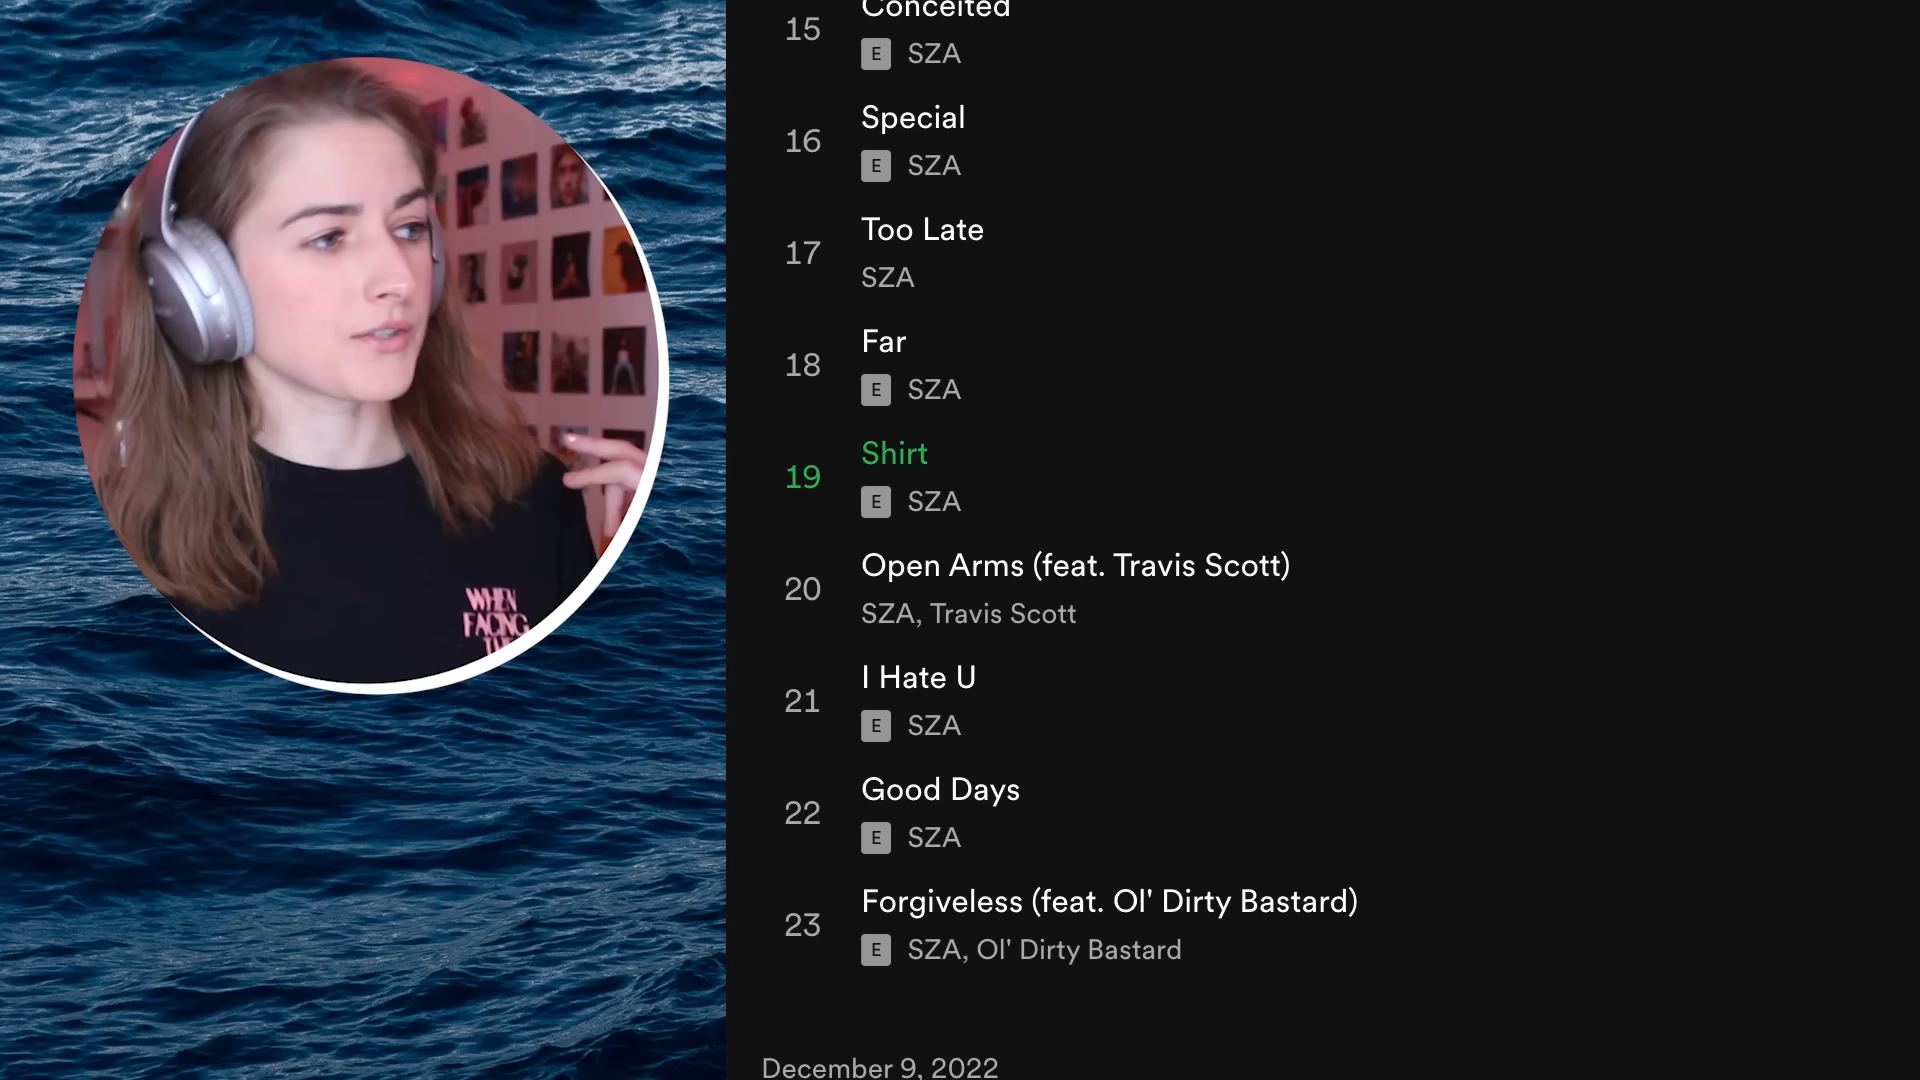 Conceited
15
E SZA
Special
16
E SZA
Too Late
17
SZA
Far
18
E SZA
Shirt
19
E SZA
Open Arms (feat. Travis Scott)
20
SZA, Travis Scott
I Hate U
21
E SZA
Good Days
22
E SZA
Forgiveless (feat. Ol' Dirty Bastard)
23
E SZA, Ol' Dirty Bastard
December 9, 2022
WHEN
FACING